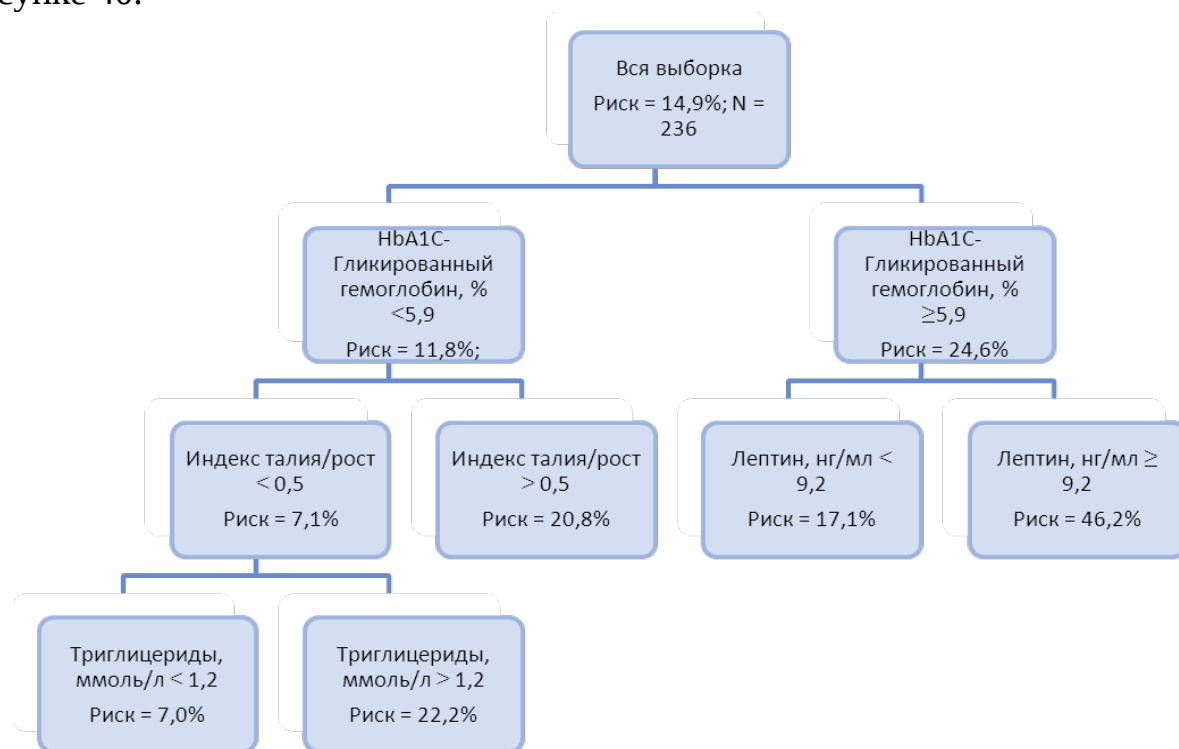 Вся выборка
Риск = 14,9%; N =
236
HbA1C-
Гликированный
гемоглобин, %
<5,9
Риск = 11,8%;
HbA1C-
Гликированный
гемоглобин, %
≥5,9
Риск = 24,6%
Индекс талия/рост
< 0,5
Риск = 7,1%
Индекс талия/рост
> 0,5
Риск = 20,8%
Лептин, нг/мл <
9,2
Риск = 17,1%
Лептин, нг/мл ≥
9,2
Риск = 46,2%
Триглицериды,
ммоль/л < 1,2
Риск = 7,0%
Триглицериды,
ммоль/л > 1,2
Риск = 22,2%